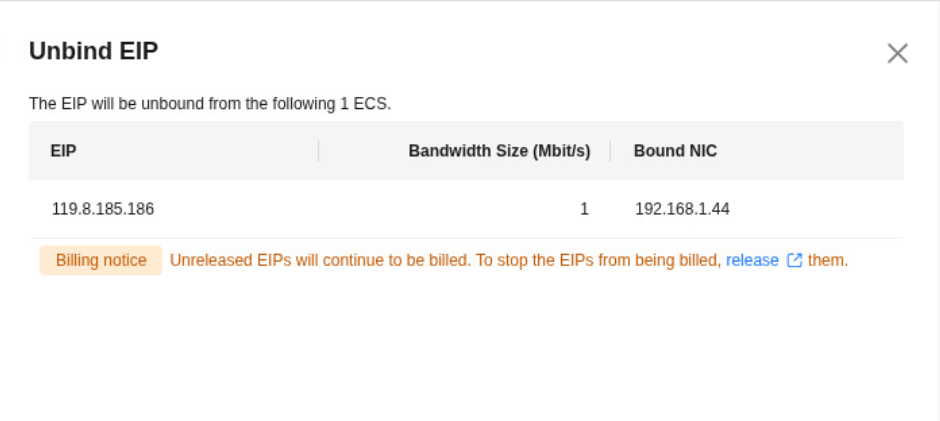 Unbind EIP
The EIP will be unbound from the following 1 ECS.
EIP Bandwidth Size (Mbit/s) Bound NIC
119.8.185.186 1 192.168.1.44
Billing notice Unreleased EIPs will continue to be billed. To stop the EIPs from being billed, release them.